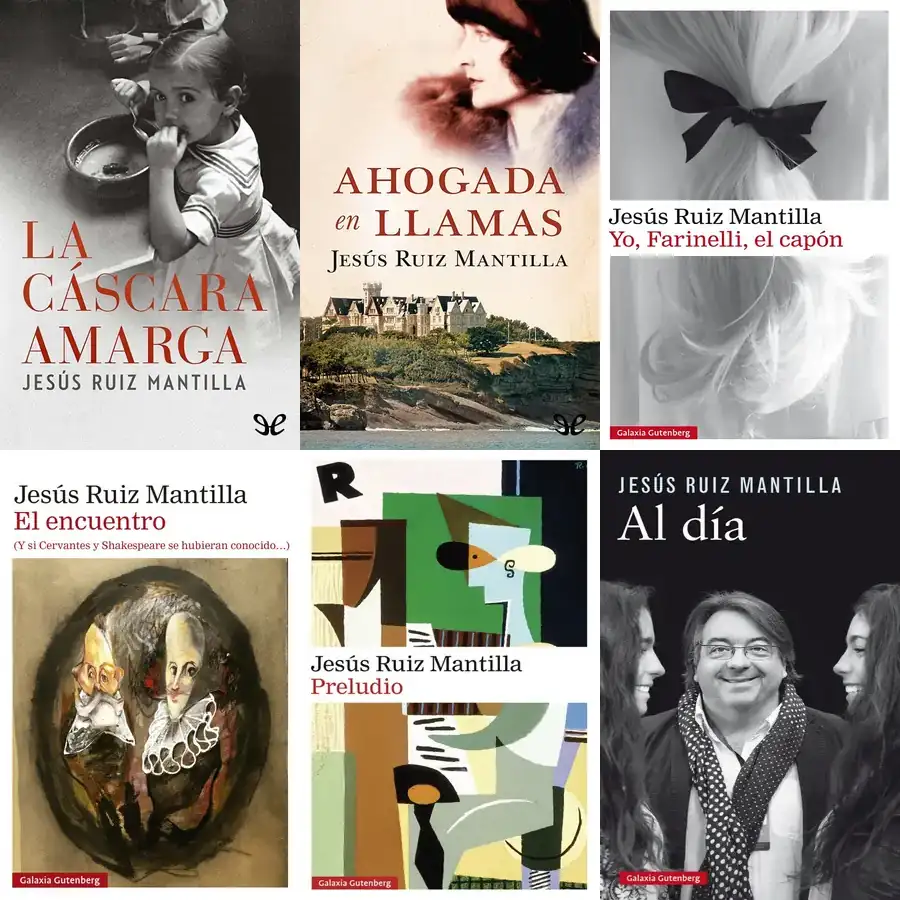 LA
CÁSCARA
AMARGA
JESÚS RUIZ MANTILLA
AHOGADA
en LLAMAS
JESÚS RUIZ MANTILLA
Jesús Ruiz Mantilla
Yo, Farinelli, el capón
Galaxia Gutenberg
Jesús Ruiz Mantilla
El encuentro
(Y si Cervantes y Shakespeare se hubieran conocido...)
Galaxia Gutenberg
R
Jesús Ruiz Mantilla
Preludio
Galaxia Gutenberg
JESÚS RUIZ MANTILLA
Al día
Galaxia Gutenberg